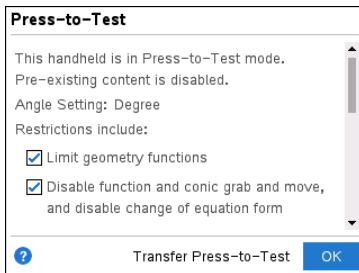 Press-to-Test
This handheld is in Press-to-Test mode.
Pre-existing content is disabled.
Angle Setting: Degree
Restrictions include:
Limit geometry functions
Disable function and conic grab and move,
and disable change of equation form
? Transfer Press-to-Test OK